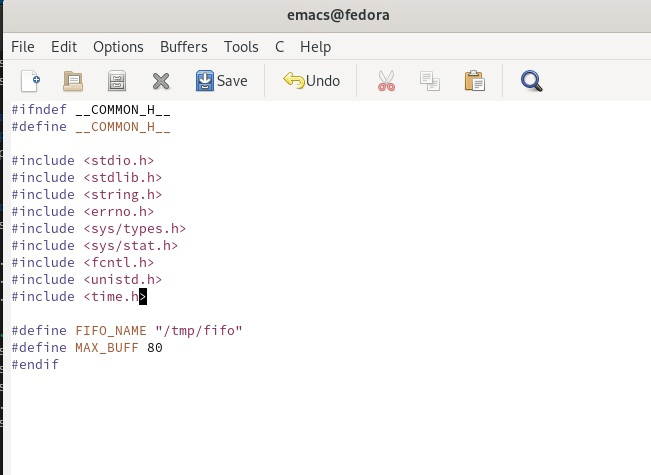 emacs@fedora
File Edit Options Buffers Tools C Help
Save Undo
#ifndef __COMMON_H__
#define __COMMON_H__
#include <stdio.h>
#include <stdlib.h>
#include <string.h>
#include <errno.h>
#include <sys/types.h>
#include <sys/stat.h>
#include <fcntl.h>
#include <unistd.h>
#include <time.h>
#define FIFO_NAME "/tmp/fifo"
#define MAX_BUFF 80
#endif